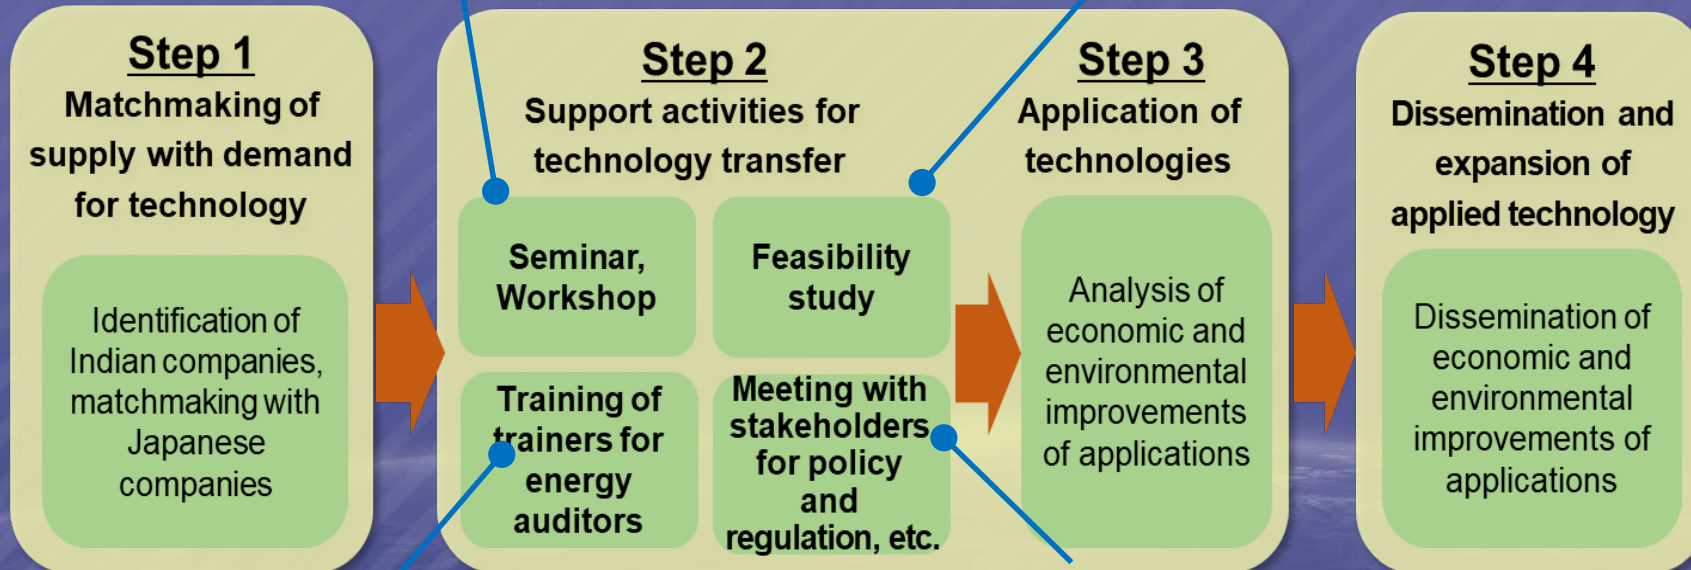 Step 1
Matchmaking of
supply with demand
for technology
Identification of
Indian companies,
matchmaking with
Japanese
companies
Step 2
Support activities for
technology transfer
Seminar,
Workshop
Feasibility
study
Training of
trainers for
energy
auditors
Meeting with
stakeholders
for policy
and
regulation, etc.
Step 3
Application of
technologies
Analysis of
economic and
environmental
improvements
of applications
Step 4
Dissemination and
expansion of
applied technology
Dissemination of
economic and
environmental
improvements of
applications